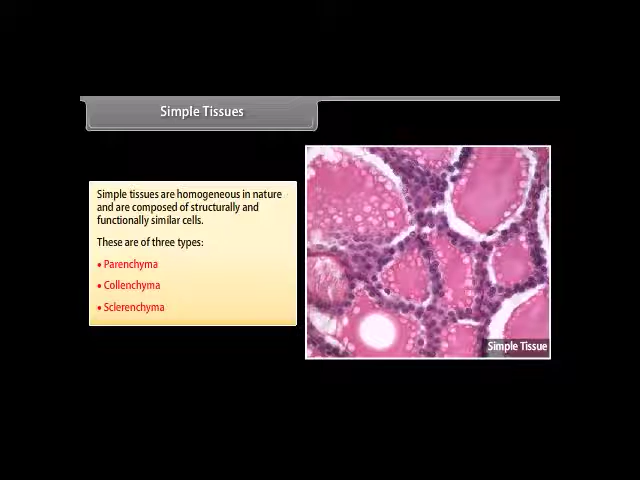 Simple Tissues
Simple tissues are homogeneous in nature
and are composed of structurally and
functionally similar cells.
These are of three types:
• Parenchyma
• Collenchyma
• Sclerenchyma
Simple Tissue